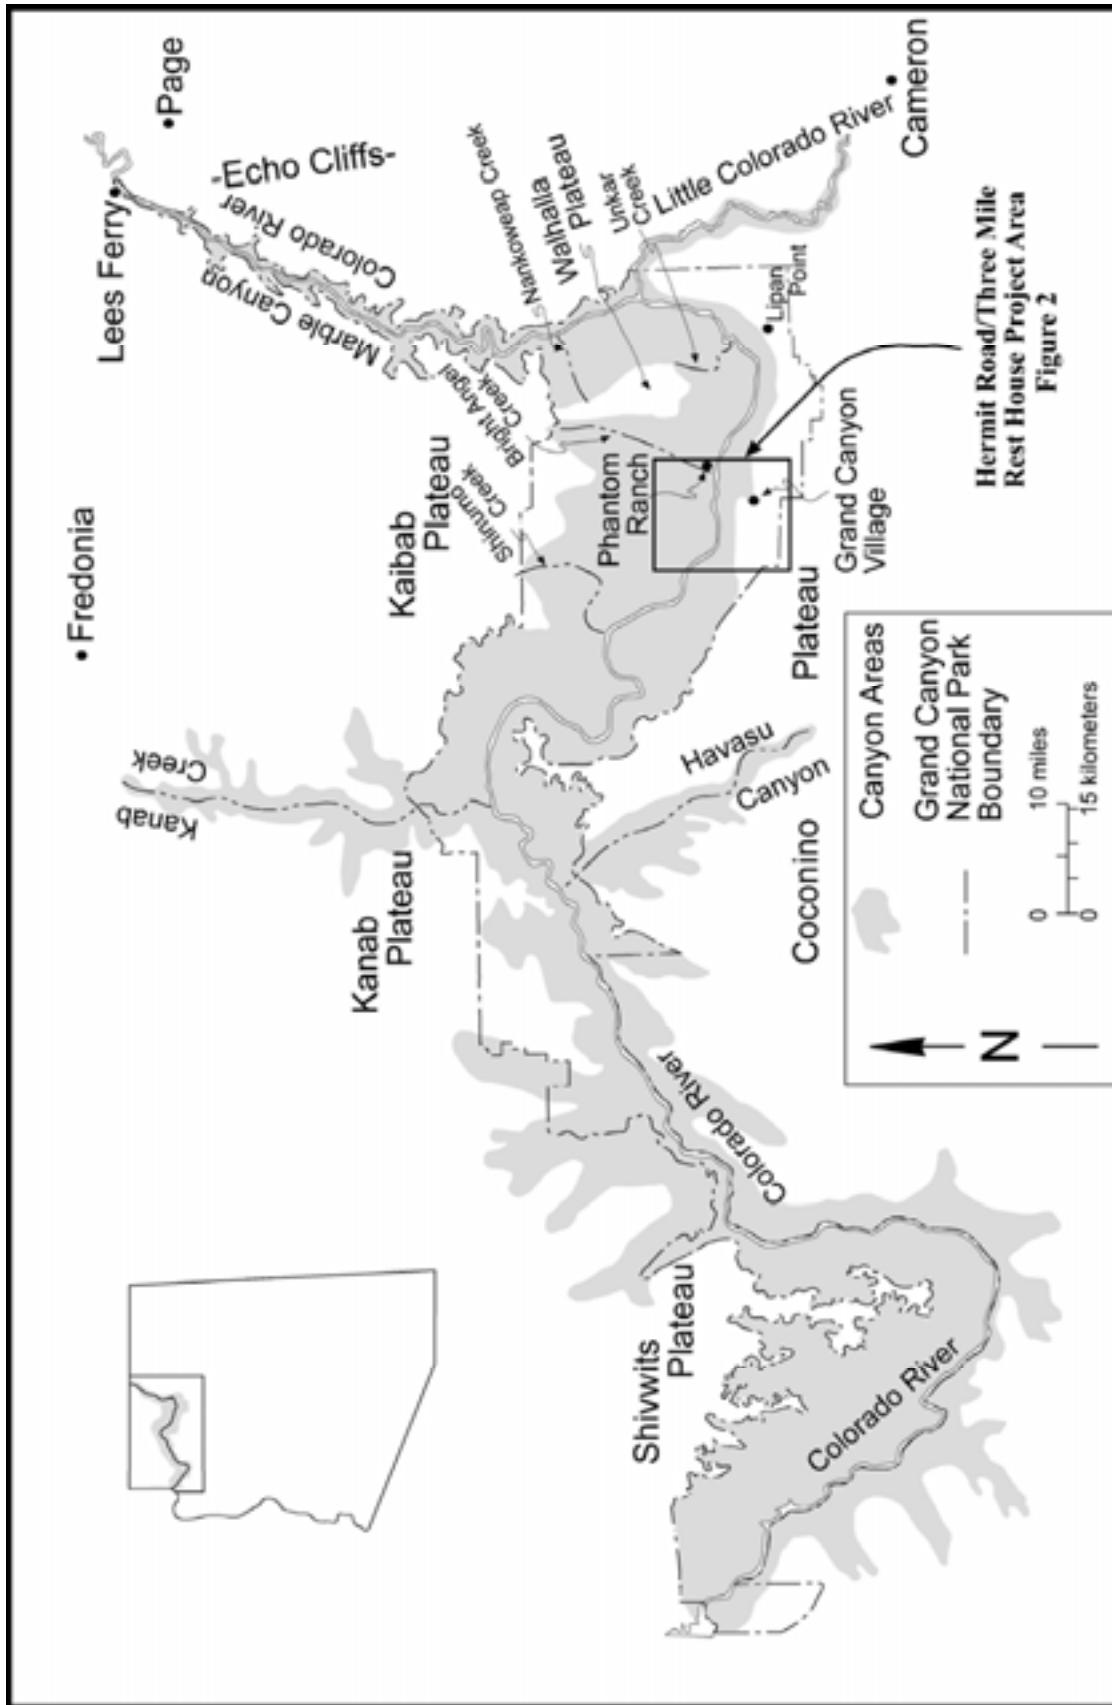 Fredonia
Page
Lees Ferry
-Echo Cliffs-
Colorado River
Marble Canyon
Kanab
Creek
Kaibab
Plateau
Kanab
Plateau
Shinumo
Creek
Bright Angel
Creek
Nankoweap Creek
Walhalla
Plateau
Unkar
Creek
Little Colorado River
Cameron
Phantom
Ranch
Lipan
Point
Grand Canyon
Village
Hermit Road/Three Mile
Rest House Project Area
Figure 2
Havasu
Canyon
Coconino
Plateau
Shivwits
Plateau
Colorado River
Colorado River
N
Canyon Areas
Grand Canyon
National Park
Boundary
0 10 miles
0 15 kilometers